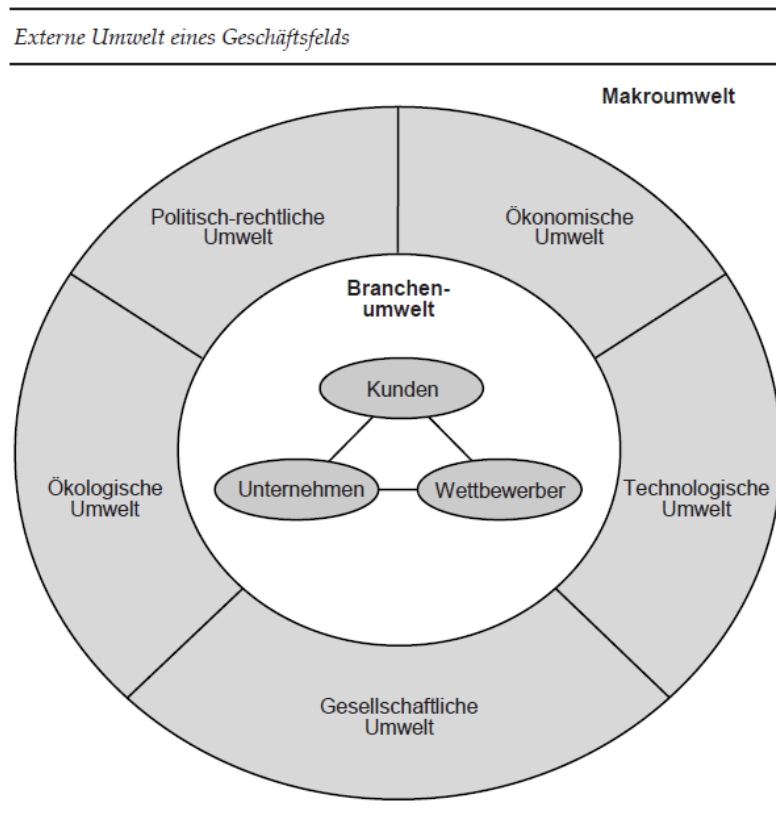 Externe Umwelt eines Geschäftsfelds
Makroumwelt
Politisch-rechtliche
Umwelt
Ökonomische
Umwelt
Branchen-
umwelt
Kunden
Unternehmen
Wettbewerber
Ökologische
Umwelt
Technologische
Umwelt
Gesellschaftliche
Umwelt